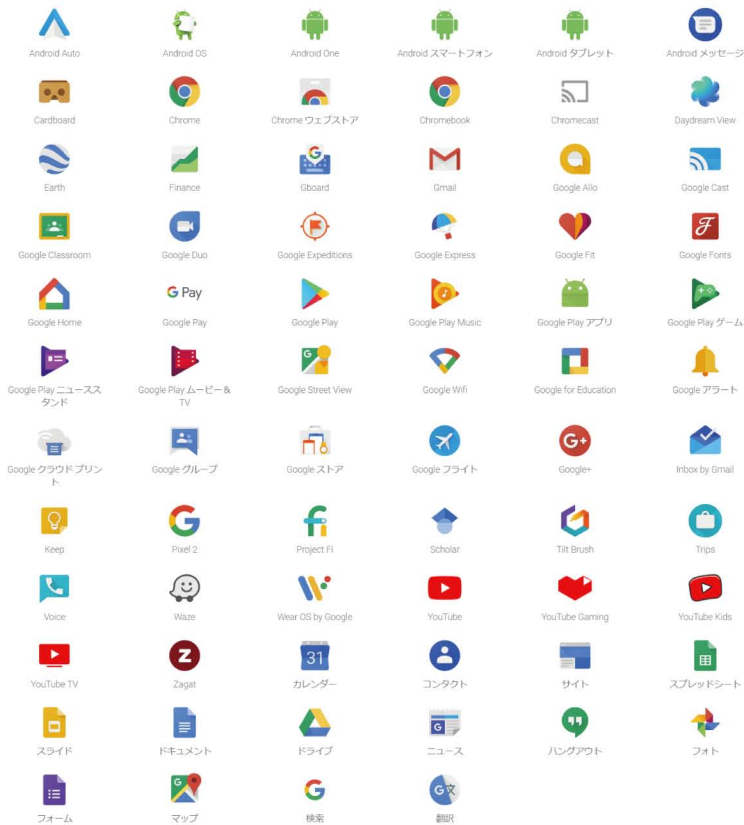 Android Auto
Android OS
Android One
Android スマートフォン
Android タブレット
Android メッセージ
Cardboard
Chrome
Chrome ウェブストア
Chromebook
Chromecast
Daydream View
Earth
Finance
G
Gboard
Gmail
Google Allo
Google Cast
Google Classroom
Google Duo
Google Expeditions
Google Express
Google Fit
F
Google Fonts
Google Home
G Pay
Google Pay
Google Play
Google Play Music
Google Play アプリ
Google Play ゲーム
Google Play ニュースス
タンド
Google Play ムービー &
TV
G
Google Street View
Google Wifi
Google for Education
Google アラート
Google クラウド プリン
ト
Google グループ
Google ストア
Google フライト
G+
Google+
Inbox by Gmail
Keep
G
Pixel 2
fi
Project Fi
Scholar
Tilt Brush
Trips
Voice
Waze
Wear OS by Google
YouTube
YouTube Gaming
YouTube Kids
YouTube TV
Z
Zagat
31
カレンダー
コンタクト
サイト
スプレッドシート
スライド
ドキュメント
ドライブ
G
ニュース
ハングアウト
フォト
フォーム
G
マップ
G
検索
G文
翻訳